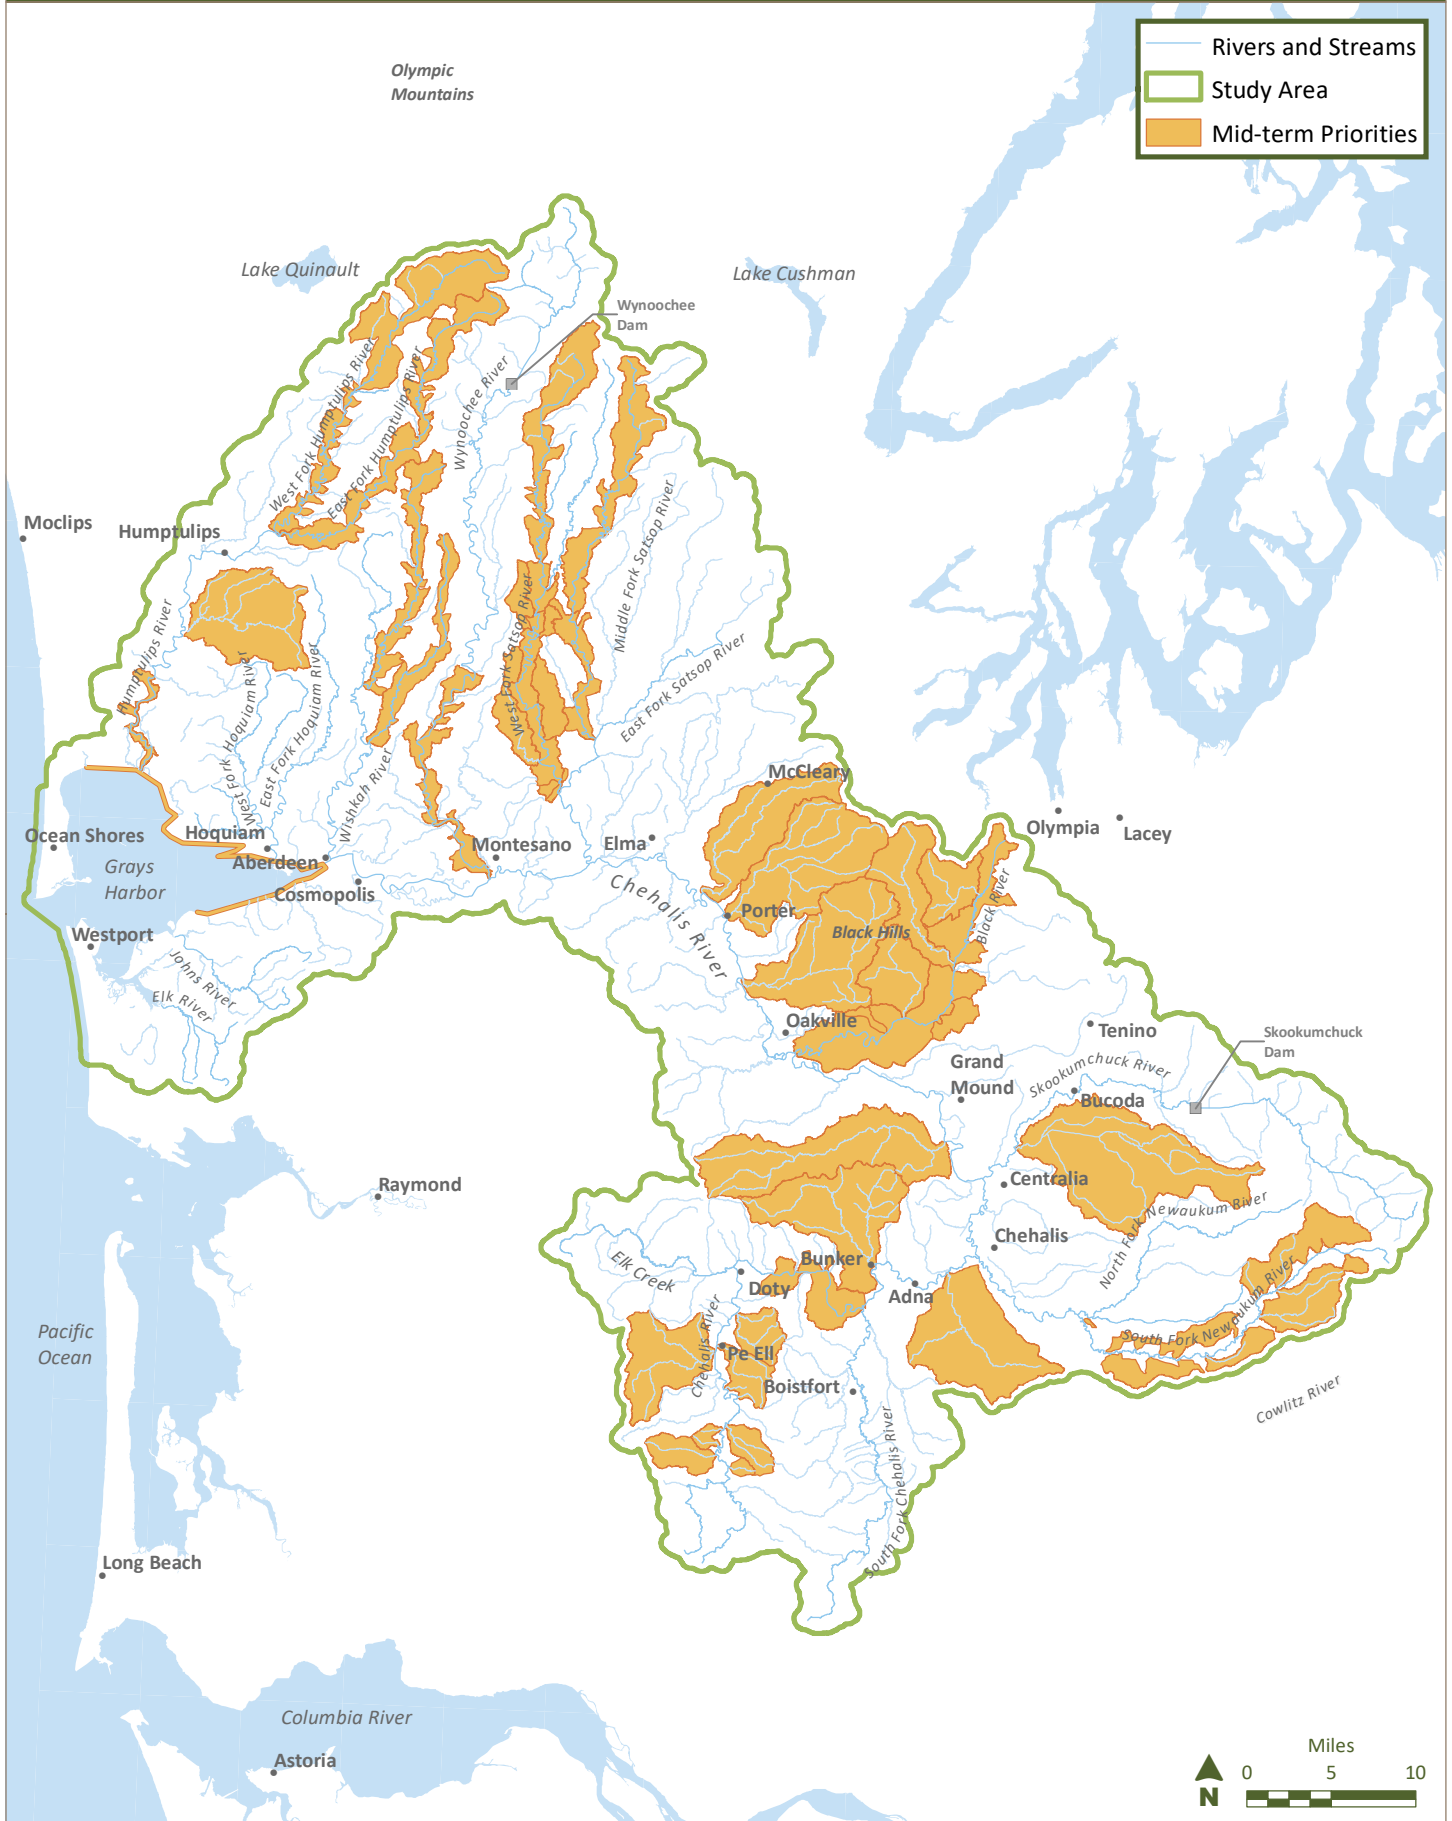 Rivers and Streams
Study Area
Mid-term Priorities
Olympic
Mountains
Lake Quinault
Lake Cushman
Wynoochee
Dam
West Fork Humptulips River
East Fork Humptulips River
Wynoochee River
Moclips
Humptulips
Middle Fork Satsop River
West Fork Satsop River
Humptulips River
West Fork Hoquiam River
East Fork Hoquiam River
East Fork Satsop River
Wishkah River
McCleary
Ocean Shores
Hoquiam
Montesano
Elma
Olympia
Lacey
Grays
Harbor
Aberdeen
Cosmopolis
Chehalis River
Porter
Black Hills
Black River
Westport
Johns River
Elk River
Oakville
Tenino
Skookumchuck
Dam
Grand
Mound
Skookumchuck River
Bucoda
Raymond
Centralia
North Fork Newaukum River
Chehalis
Elk Creek
Bunker
Doty
Adna
Pacific
Ocean
Chehalis River
Pe Ell
South Fork Newaukum River
Boistfort
Cowlitz River
South Fork Chehalis River
Long Beach
Columbia River
Astoria
Miles
0 5 10
N